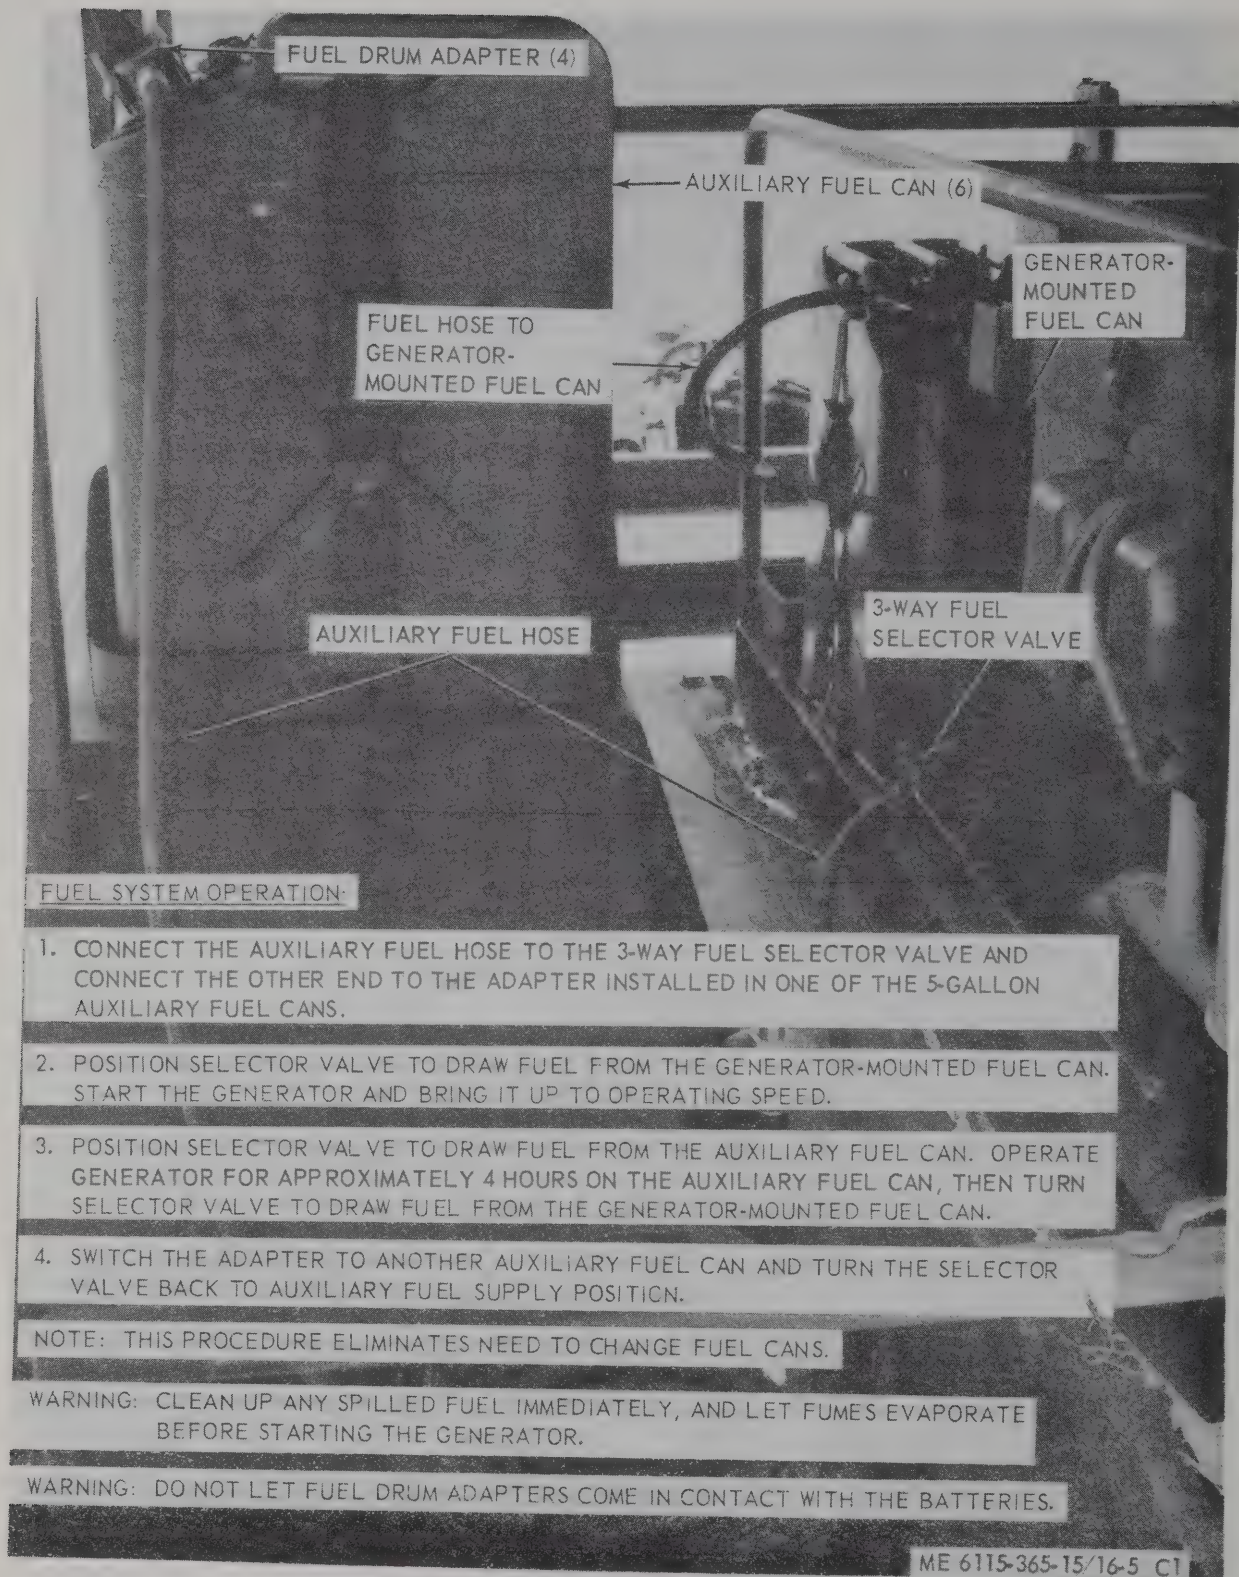 FUEL DRUM ADAPTER (4)
AUXILIARY FUEL CAN (6)
GENERATOR-
MOUNTED
FUEL CAN
FUEL HOSE TO
GENERATOR-
MOUNTED FUEL CAN
3-WAY FUEL
SELECTOR VALVE
AUXILIARY FUEL HOSE
FUEL SYSTEM OPERATION:
1. CONNECT THE AUXILIARY FUEL HOSE TO THE 3-WAY FUEL SELECTOR VALVE AND
CONNECT THE OTHER END TO THE ADAPTER INSTALLED IN ONE OF THE 5-GALLON
AUXILIARY FUEL CANS.
2. POSITION SELECTOR VALVE TO DRAW FUEL FROM THE GENERATOR-MOUNTED FUEL CAN.
START THE GENERATOR AND BRING IT UP TO OPERATING SPEED.
3. POSITION SELECTOR VALVE TO DRAW FUEL FROM THE AUXILIARY FUEL CAN. OPERATE
GENERATOR FOR APPROXIMATELY 4 HOURS ON THE AUXILIARY FUEL CAN, THEN TURN
SELECTOR VALVE TO DRAW FUEL FROM THE GENERATOR-MOUNTED FUEL CAN.
4. SWITCH THE ADAPTER TO ANOTHER AUXILIARY FUEL CAN AND TURN THE SELECTOR
VALVE BACK TO AUXILIARY FUEL SUPPLY POSITION.
NOTE: THIS PROCEDURE ELIMINATES NEED TO CHANGE FUEL CANS.
WARNING: CLEAN UP ANY SPILLED FUEL IMMEDIATELY, AND LET FUMES EVAPORATE
BEFORE STARTING THE GENERATOR.
WARNING: DO NOT LET FUEL DRUM ADAPTERS COME IN CONTACT WITH THE BATTERIES.
ME 6115-365-15/16-5 C1